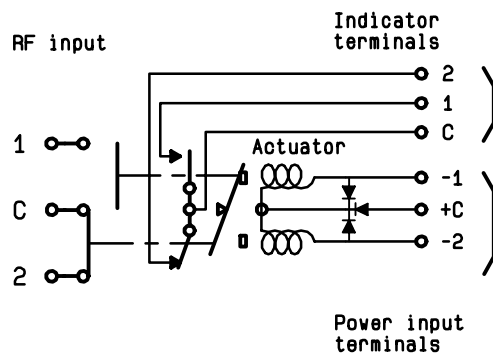 Indicator
terminals
RF input
2
1
C
Actuator
1
C
2
-1
+C
-2
Power input
terminals